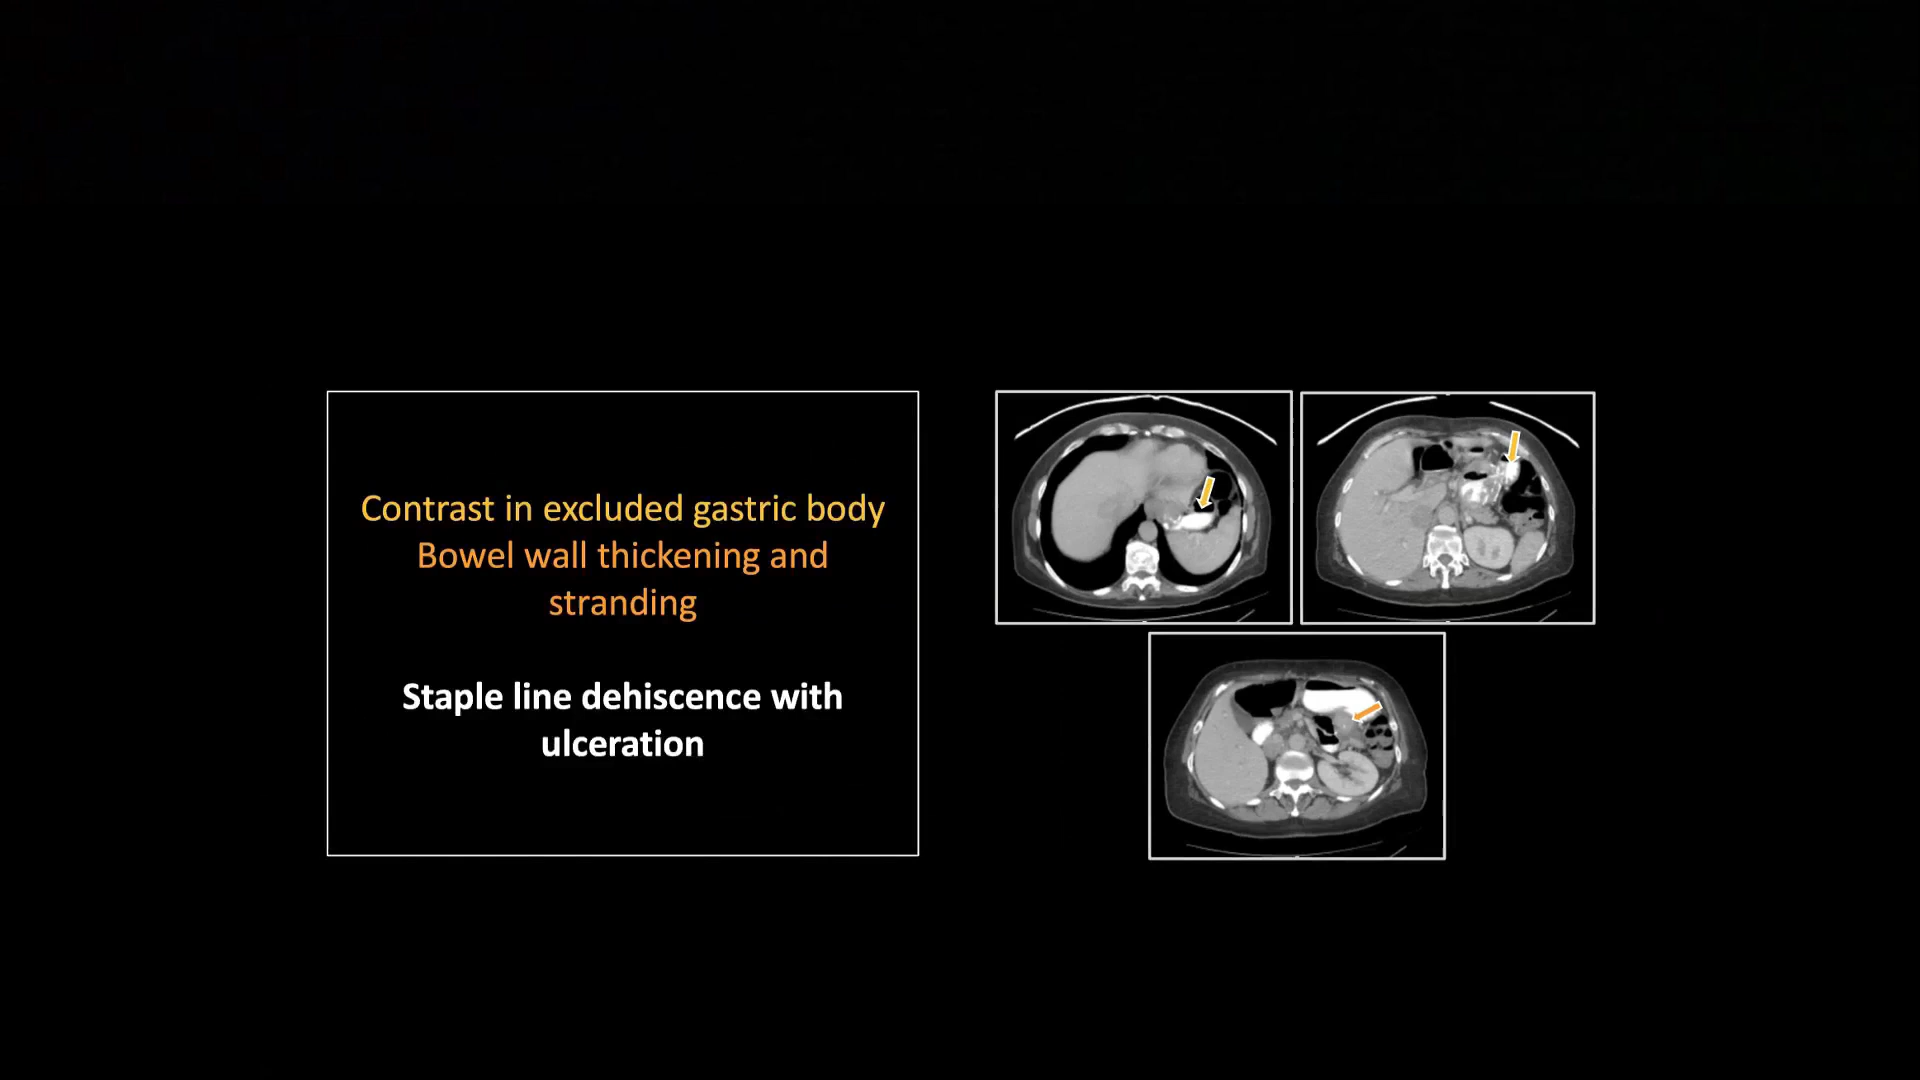 Contrast in excluded gastric body
Bowel wall thickening and
stranding
Staple line dehiscence with
ulceration